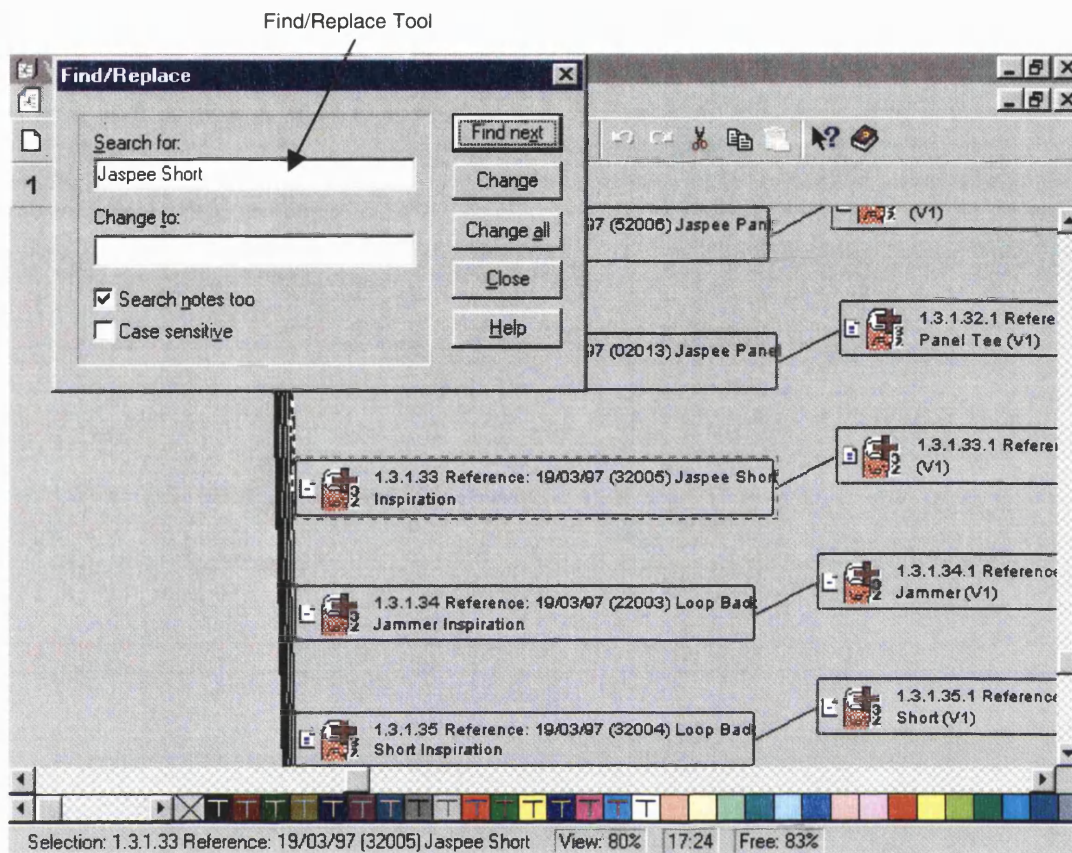 Find/Replace Tool
Find/Replace
Search for:
Jaspee Short
Change to:
Search notes too
Case sensitive
Find next
Change
Change all
Close
Help
1
97 (52006) Jaspee Pan
(V1)
97 (02013) Jaspee Panel
1.3.1.32.1 Refere
Panel Tee (V1)
1.3.1.33 Reference: 19/03/97 (32005) Jaspee Short
Inspiration
1.3.1.33.1 Referen
(V1)
1.3.1.34 Reference: 19/03/97 (22003) Loop Back
Jammer Inspiration
1.3.1.34.1 Reference
Jammer (V1)
1.3.1.35 Reference: 19/03/97 (32004) Loop Back
Short Inspiration
1.3.1.35.1 Reference
Short (V1)
Selection: 1.3.1.33 Reference: 19/03/97 (32005) Jaspee Short View: 80% 17:24 Free: 83%